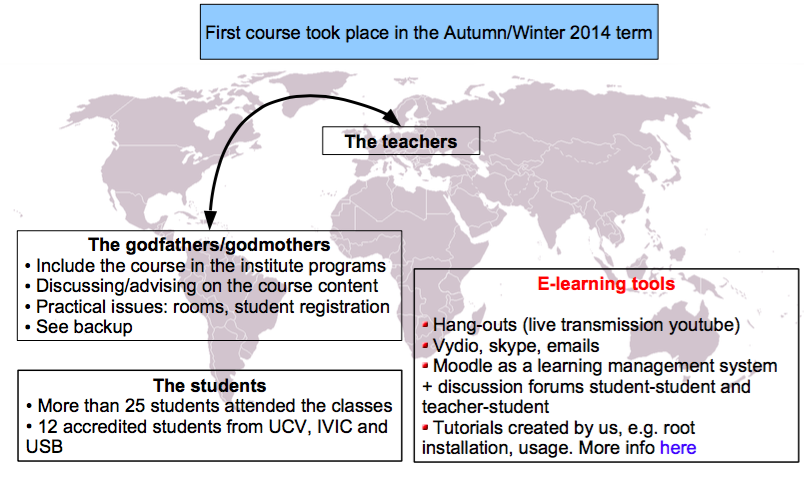 First course took place in the Autumn/Winter 2014 term
The teachers
The godfathers/godmothers
• Include the course in the institute programs
• Discussing/advising on the course content
• Practical issues: rooms, student registration
• See backup
The students
• More than 25 students attended the classes
• 12 accredited students from UCV, IVIC and
USB
E-learning tools
▪ Hang-outs (live transmission youtube)
▪ Vydio, skype, emails
▪ Moodle as a learning management system
+ discussion forums student-student and
teacher-student
▪ Tutorials created by us, e.g. root
installation, usage. More info here